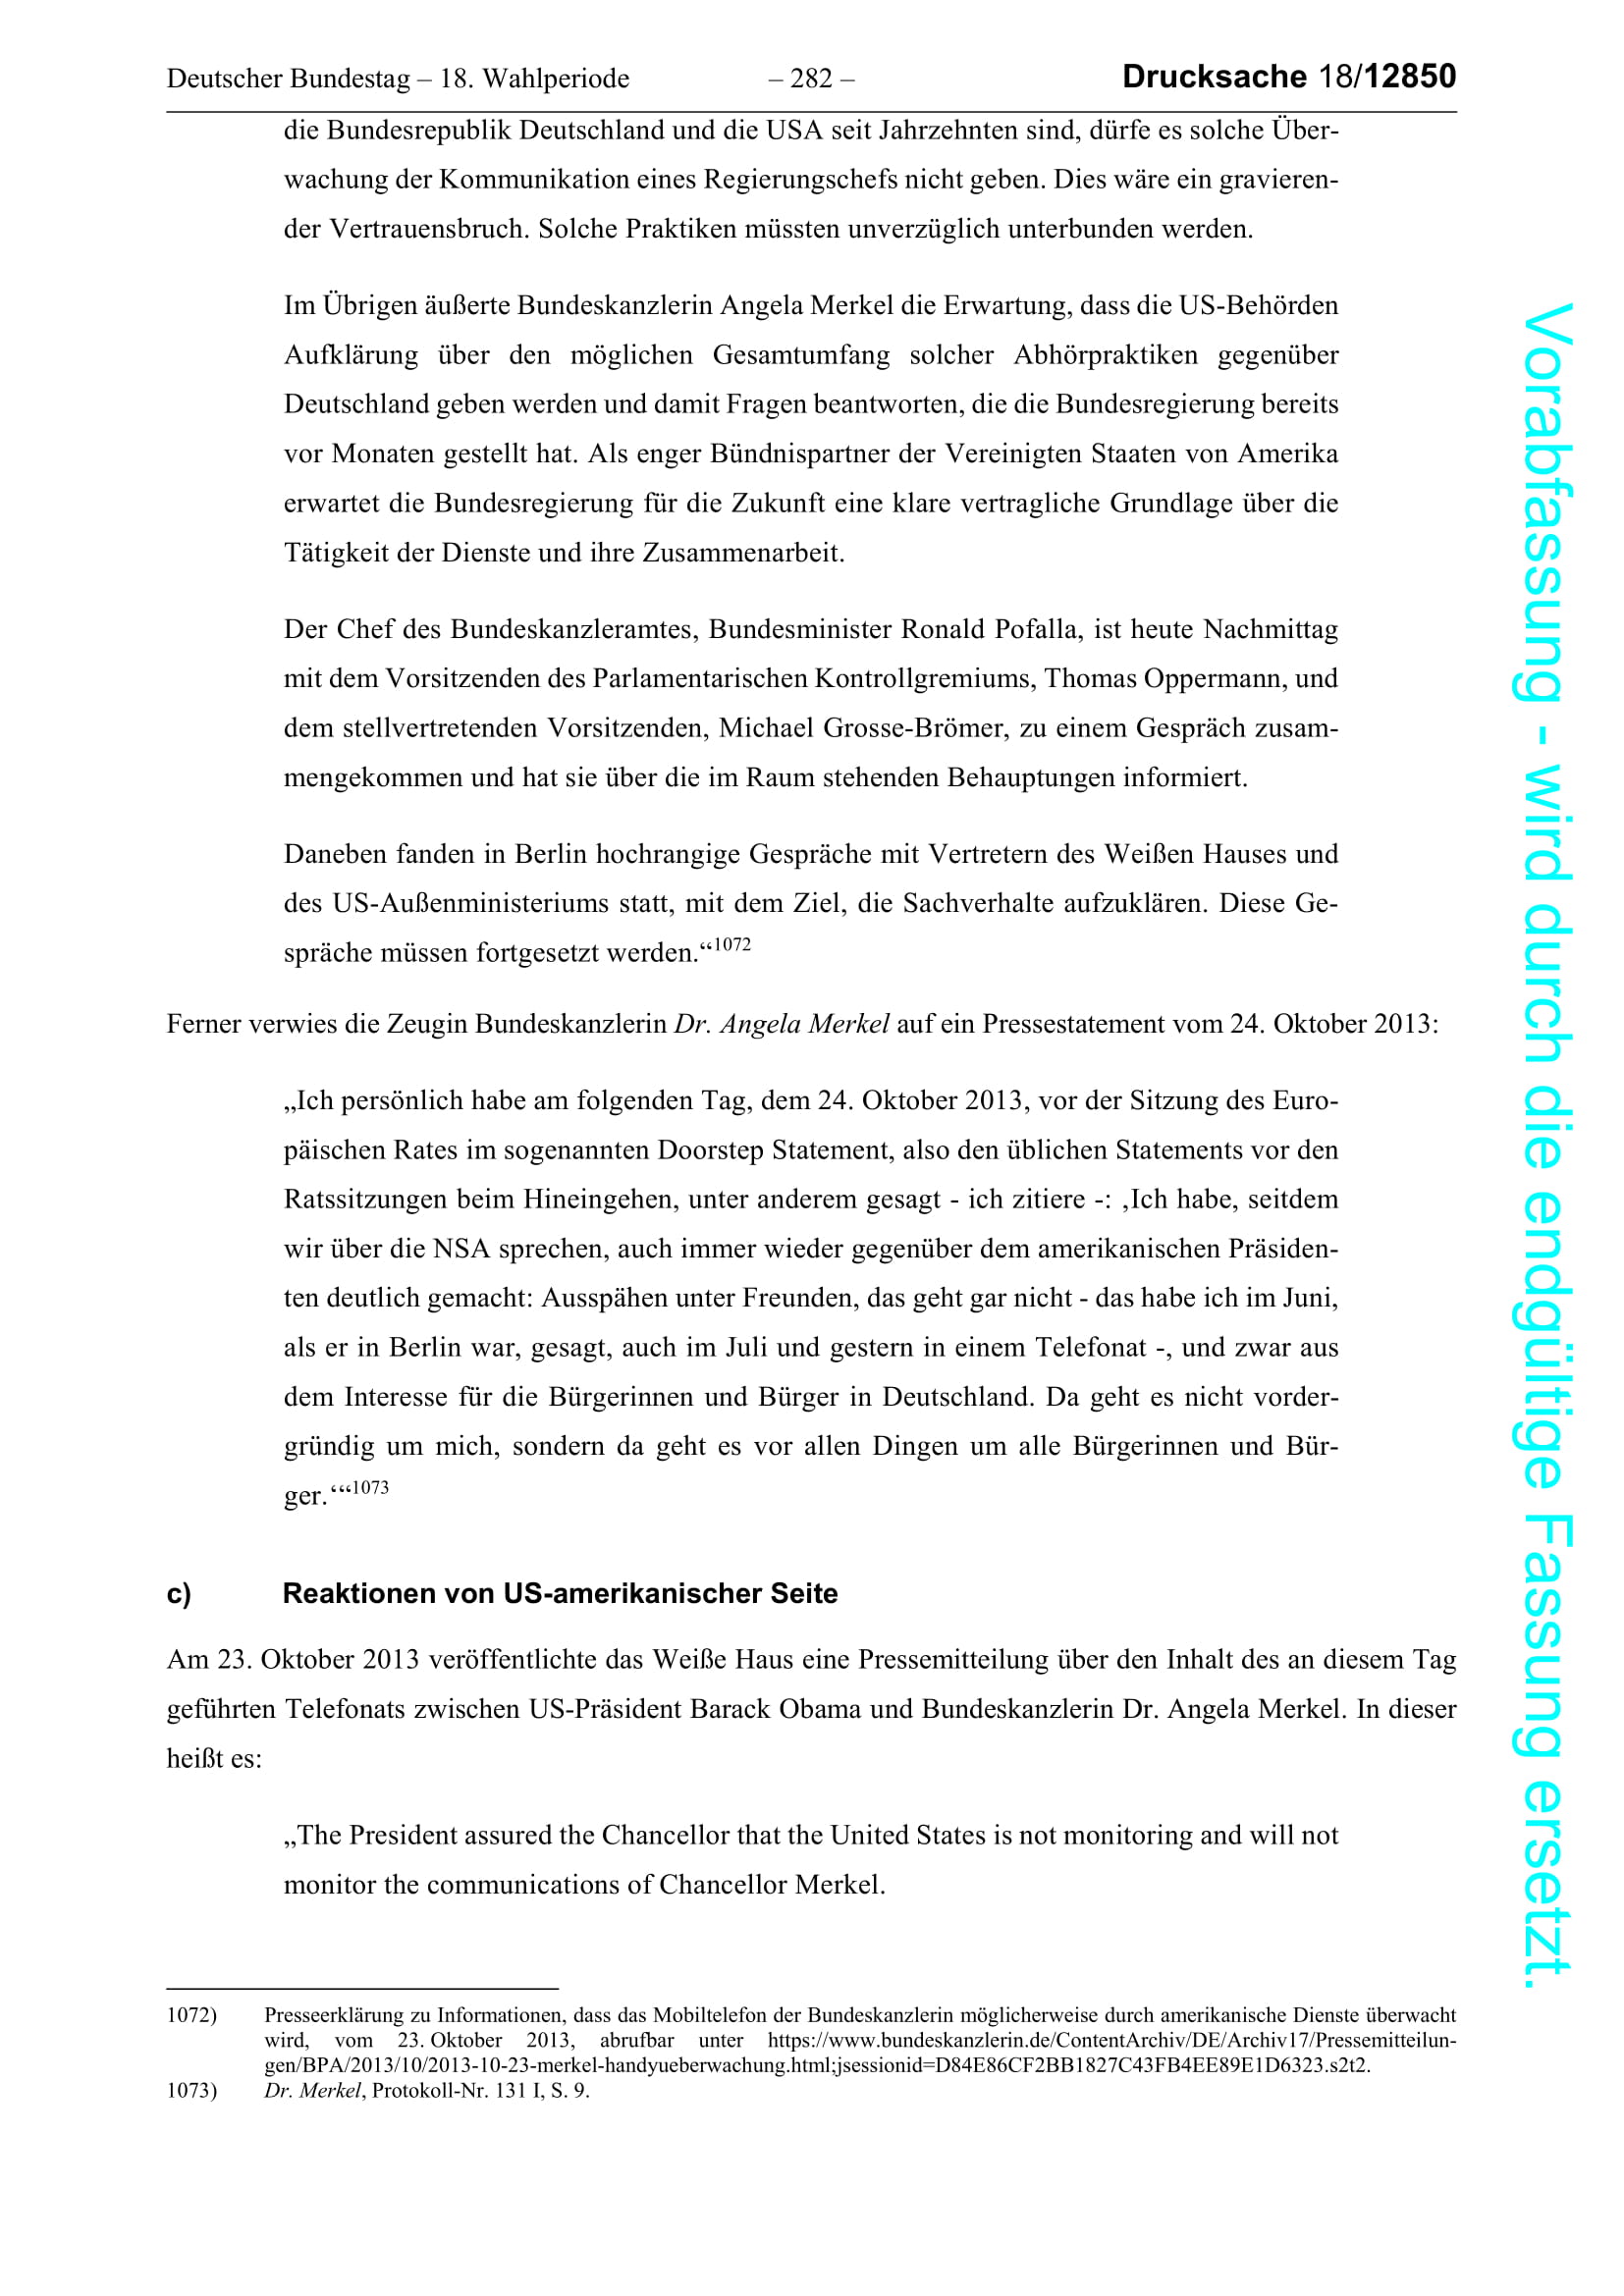 Deutscher Bundestag – 18. Wahlperiode – 282 – Drucksache 18/12850
die Bundesrepublik Deutschland und die USA seit Jahrzehnten sind, dürfe es solche Über-
wachung der Kommunikation eines Regierungschefs nicht geben. Dies wäre ein gravieren-
der Vertrauensbruch. Solche Praktiken müssten unverzüglich unterbunden werden.
Im Übrigen äußerte Bundeskanzlerin Angela Merkel die Erwartung, dass die US-Behörden
Aufklärung über den möglichen Gesamtumfang solcher Abhörpraktiken gegenüber
Deutschland geben werden und damit Fragen beantworten, die die Bundesregierung bereits
vor Monaten gestellt hat. Als enger Bündnispartner der Vereinigten Staaten von Amerika
erwartet die Bundesregierung für die Zukunft eine klare vertragliche Grundlage über die
Tätigkeit der Dienste und ihre Zusammenarbeit.
Der Chef des Bundeskanzleramtes, Bundesminister Ronald Pofalla, ist heute Nachmittag
mit dem Vorsitzenden des Parlamentarischen Kontrollgremiums, Thomas Oppermann, und
dem stellvertretenden Vorsitzenden, Michael Grosse-Brömer, zu einem Gespräch zusam-
mengekommen und hat sie über die im Raum stehenden Behauptungen informiert.
Daneben fanden in Berlin hochrangige Gespräche mit Vertretern des Weißen Hauses und
des US-Außenministeriums statt, mit dem Ziel, die Sachverhalte aufzuklären. Diese Ge-
spräche müssen fortgesetzt werden.“1072
Ferner verwies die Zeugin Bundeskanzlerin Dr. Angela Merkel auf ein Pressestatement vom 24. Oktober 2013:
„Ich persönlich habe am folgenden Tag, dem 24. Oktober 2013, vor der Sitzung des Euro-
päischen Rates im sogenannten Doorstep Statement, also den üblichen Statements vor den
Ratssitzungen beim Hineingehen, unter anderem gesagt - ich zitiere -: ‚Ich habe, seitdem
wir über die NSA sprechen, auch immer wieder gegenüber dem amerikanischen Präsiden-
ten deutlich gemacht: Ausspähen unter Freunden, das geht gar nicht - das habe ich im Juni,
als er in Berlin war, gesagt, auch im Juli und gestern in einem Telefonat -, und zwar aus
dem Interesse für die Bürgerinnen und Bürger in Deutschland. Da geht es nicht vorder-
gründig um mich, sondern da geht es vor allen Dingen um alle Bürgerinnen und Bür-
ger.‘“1073
c) Reaktionen von US-amerikanischer Seite
Am 23. Oktober 2013 veröffentlichte das Weiße Haus eine Pressemitteilung über den Inhalt des an diesem Tag
geführten Telefonats zwischen US-Präsident Barack Obama und Bundeskanzlerin Dr. Angela Merkel. In dieser
heißt es:
„The President assured the Chancellor that the United States is not monitoring and will not
monitor the communications of Chancellor Merkel.
1072) Presseerklärung zu Informationen, dass das Mobiltelefon der Bundeskanzlerin möglicherweise durch amerikanische Dienste überwacht
wird, vom 23. Oktober 2013, abrufbar unter https://www.bundeskanzlerin.de/ContentArchiv/DE/Archiv17/Pressemitteilun-
gen/BPA/2013/10/2013-10-23-merkel-handyueberwachung.html;jsessionid=D84E86CF2BB1827C43FB4EE89E1D6323.s2t2.
1073) Dr. Merkel, Protokoll-Nr. 131 I, S. 9.
Vorabfassung - wird durch die endgültige Fassung ersetzt.